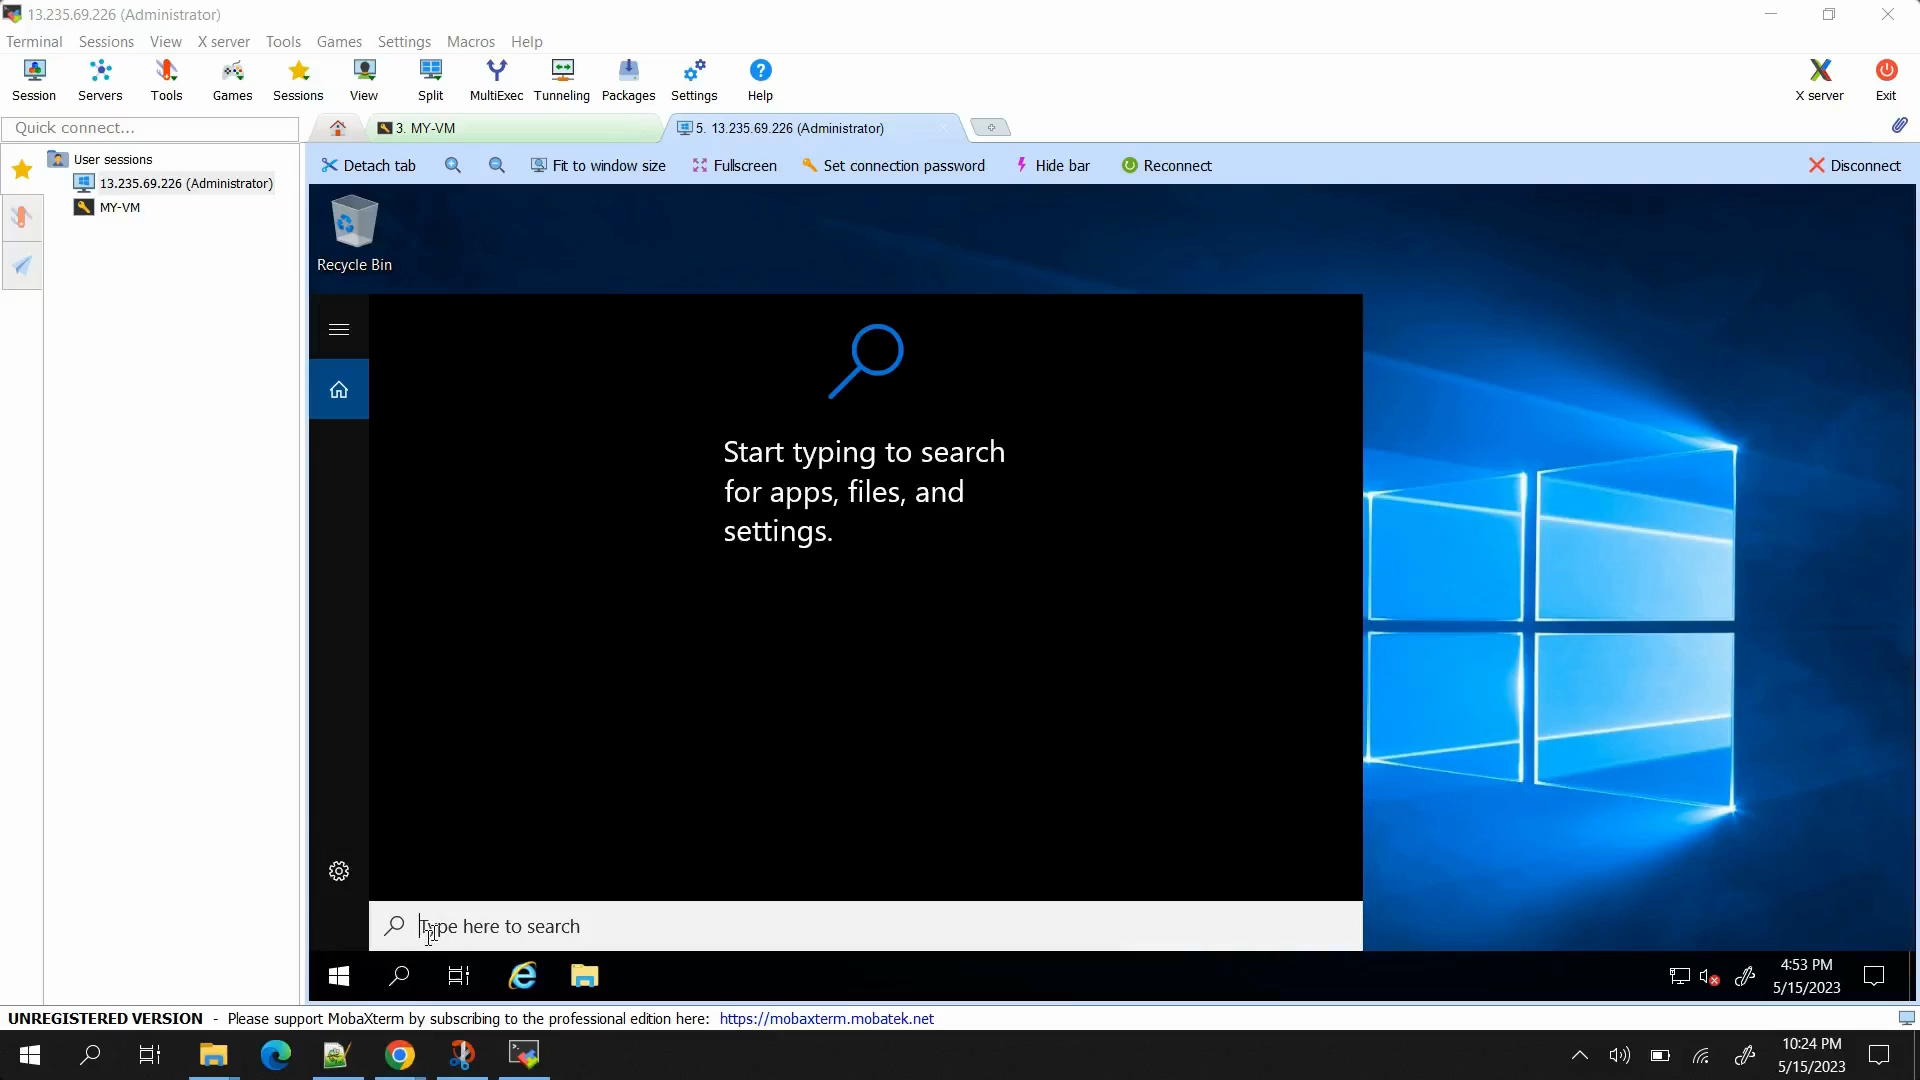 13.235.69.226 (Administrator)
Terminal Sessions View X server Tools Games Settings Macros Help
Session Servers Tools Games Sessions View Split MultiExec Tunneling Packages Settings Help X server Exit
Quick connect... 3. MY-VM 5. 13.235.69.226 (Administrator)
Detach tab Fit to window size Fullscreen Set connection password Hide bar Reconnect Disconnect
User sessions
13.235.69.226 (Administrator)
MY-VM
Recycle Bin
Start typing to search
for apps, files, and
settings.
Type here to search
4:53 PM
5/15/2023
UNREGISTERED VERSION - Please support MobaXterm by subscribing to the professional edition here: https://mobaxterm.mobatek.net
10:24 PM
5/15/2023